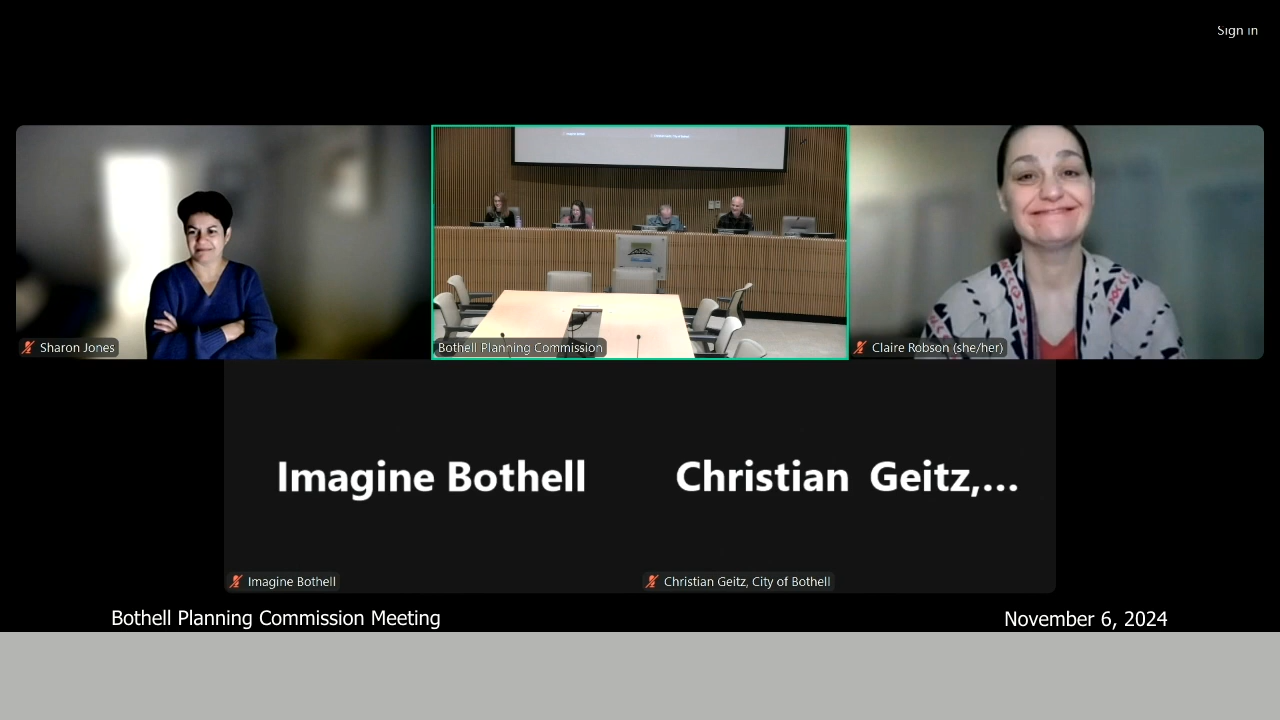 Sign in
Sharon Jones
Bothell Planning Commission
Claire Robson (she/her)
Imagine Bothell
Christian Geitz,...
Imagine Bothell
Christian Geitz, City of Bothell
Bothell Planning Commission Meeting
November 6, 2024